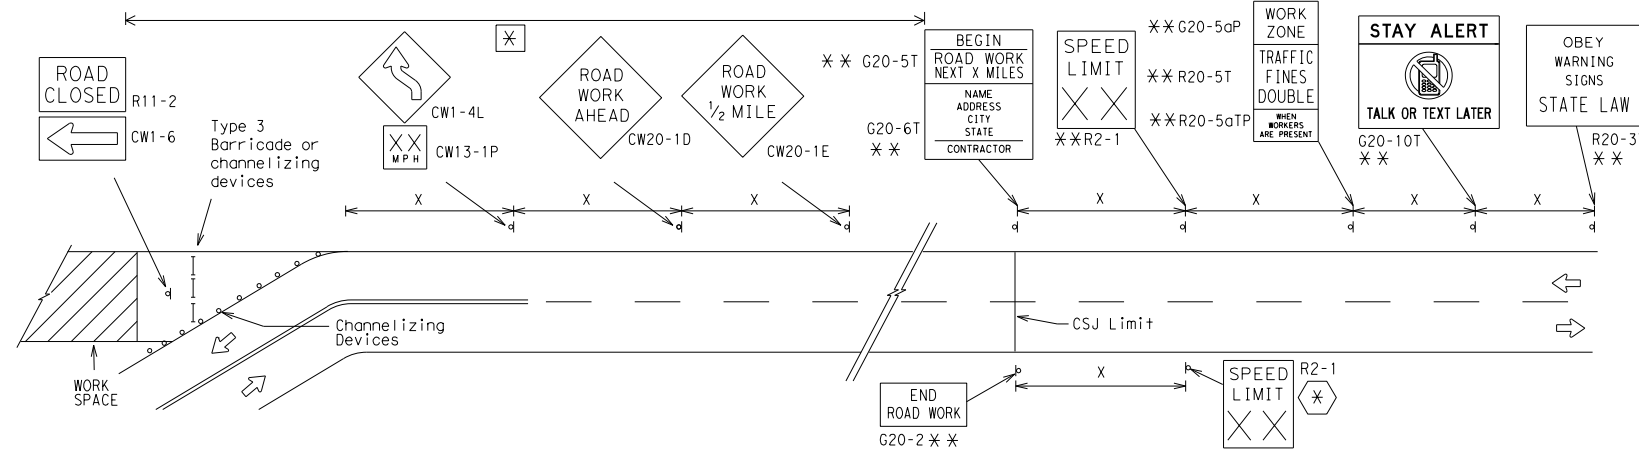 ROAD
CLOSED
R11-2
CW1-6
Type 3
Barricade or
channelizing
devices
CW1-4L
XX
MPH
CW13-1P
*
ROAD
WORK
AHEAD
CW20-1D
ROAD
WORK
1/2 MILE
CW20-1E
** G20-5T
BEGIN
ROAD WORK
NEXT X MILES
NAME
ADDRESS
CITY
STATE
CONTRACTOR
G20-6T
**
SPEED
LIMIT
XX
**R2-1
**G20-5aP
WORK
ZONE
**R20-5T
TRAFFIC
FINES
DOUBLE
**R20-5aTP
WHEN
WORKERS
ARE PRESENT
STAY ALERT
TALK OR TEXT LATER
G20-10T
**
OBEY
WARNING
SIGNS
STATE LAW
R20-3
**
X
X
X
X
X
X
X
Channelizing
Devices
CSJ Limit
WORK
SPACE
END
ROAD WORK
G20-2 **
X
SPEED
LIMIT
XX
R2-1
*